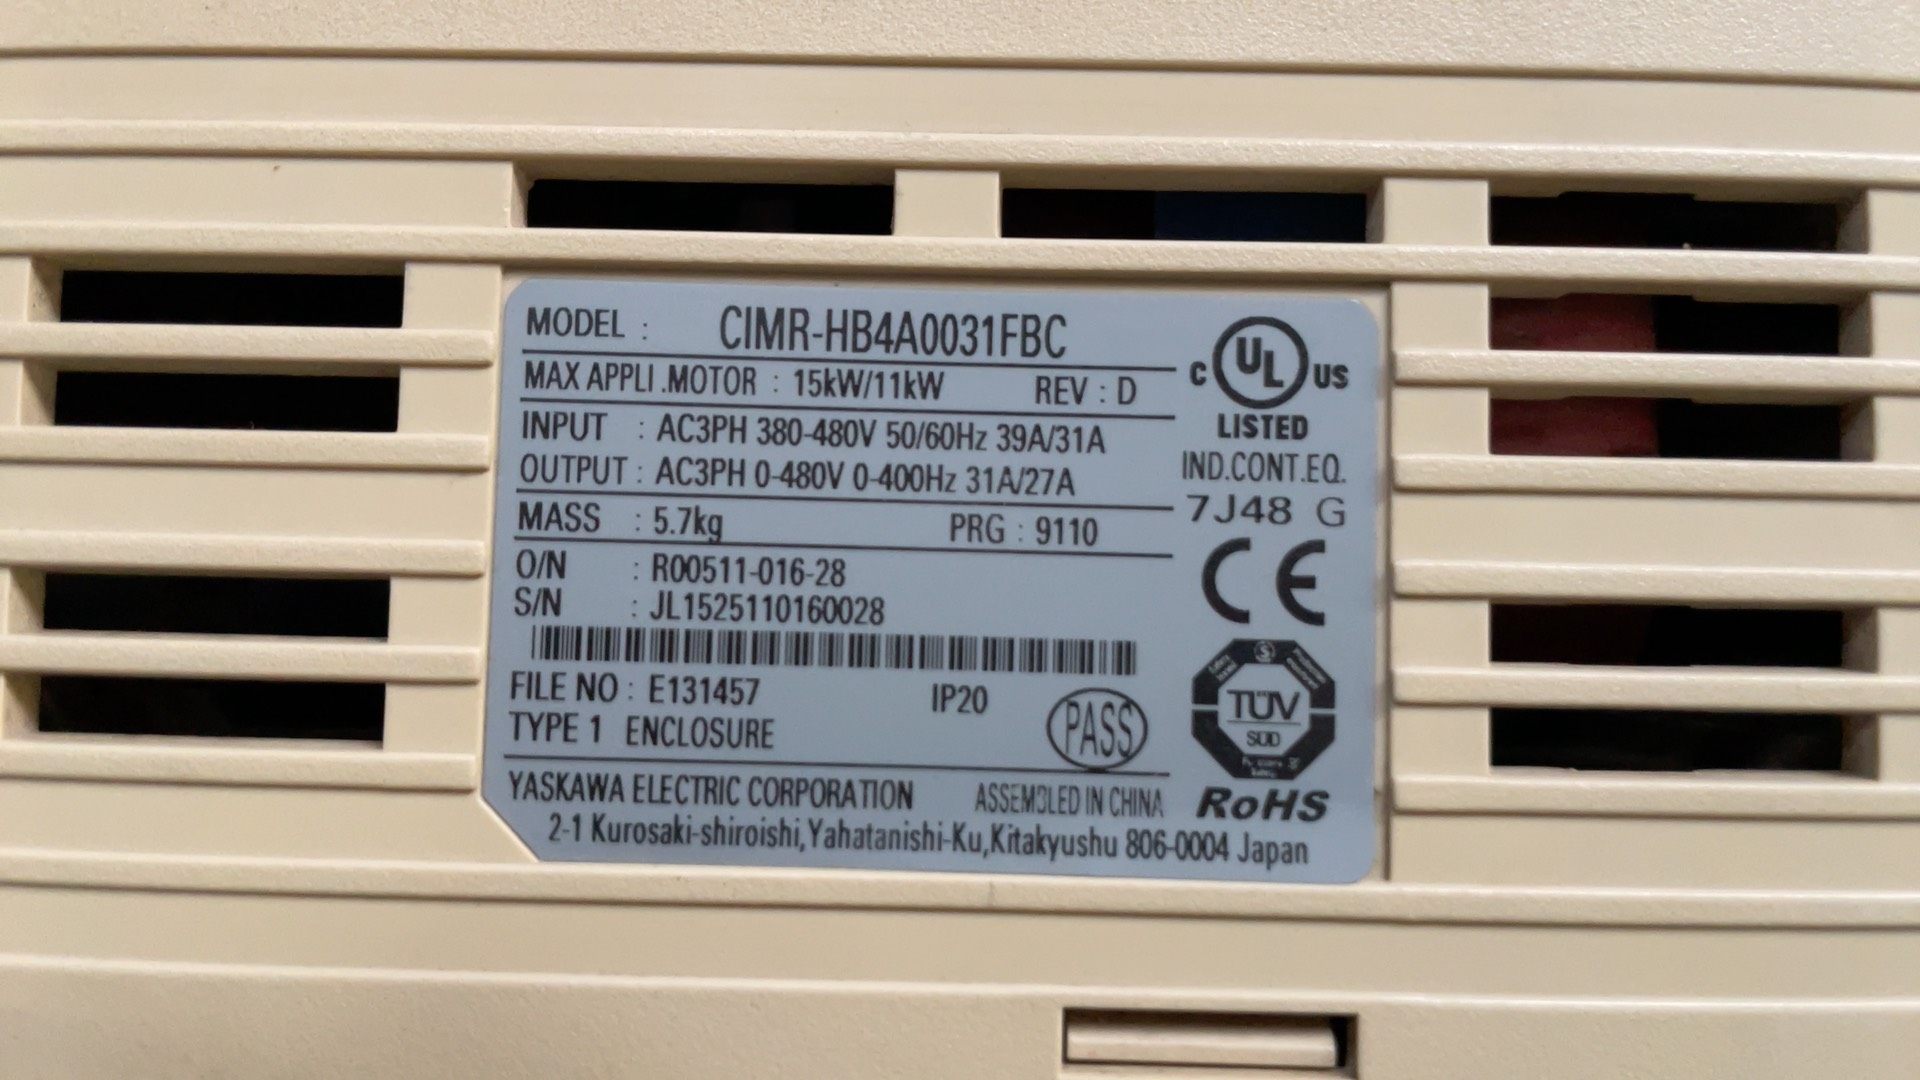 MODEL : CIMR-HB4A0031FBC
MAX APPLI.MOTOR : 15kW/11kW REV : D
INPUT : AC3PH 380-480V 50/60Hz 39A/31A
OUTPUT : AC3PH 0-480V 0-400Hz 31A/27A
MASS : 5.7kg PRG : 9110
O/N : R00511-016-28
S/N : JL1525110160028
FILE NO : E131457 IP20
TYPE 1 ENCLOSURE
PASS
YASKAWA ELECTRIC CORPORATION ASSEMBLED IN CHINA
2-1 Kurosaki-shiroishi,Yahatanishi-Ku,Kitakyushu 806-0004 Japan
C UL US
LISTED
IND.CONT.EQ.
7J48 G
CE
TÜV
SÜD
RoHS